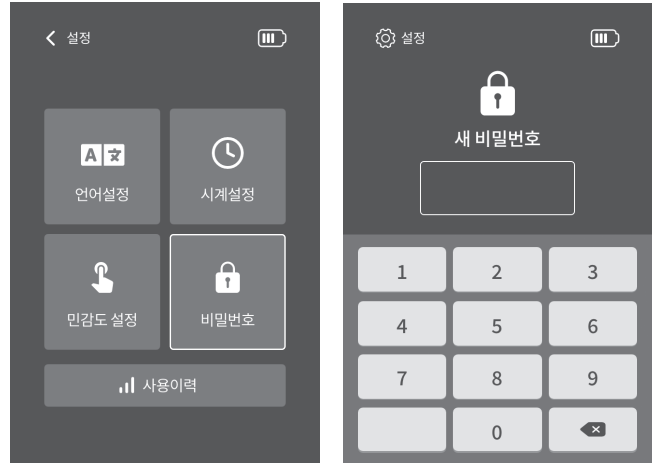 설정
A 文
언어설정
시계설정
민감도 설정
비밀번호
사용이력
설정
새 비밀번호
1 2 3
4 5 6
7 8 9
0